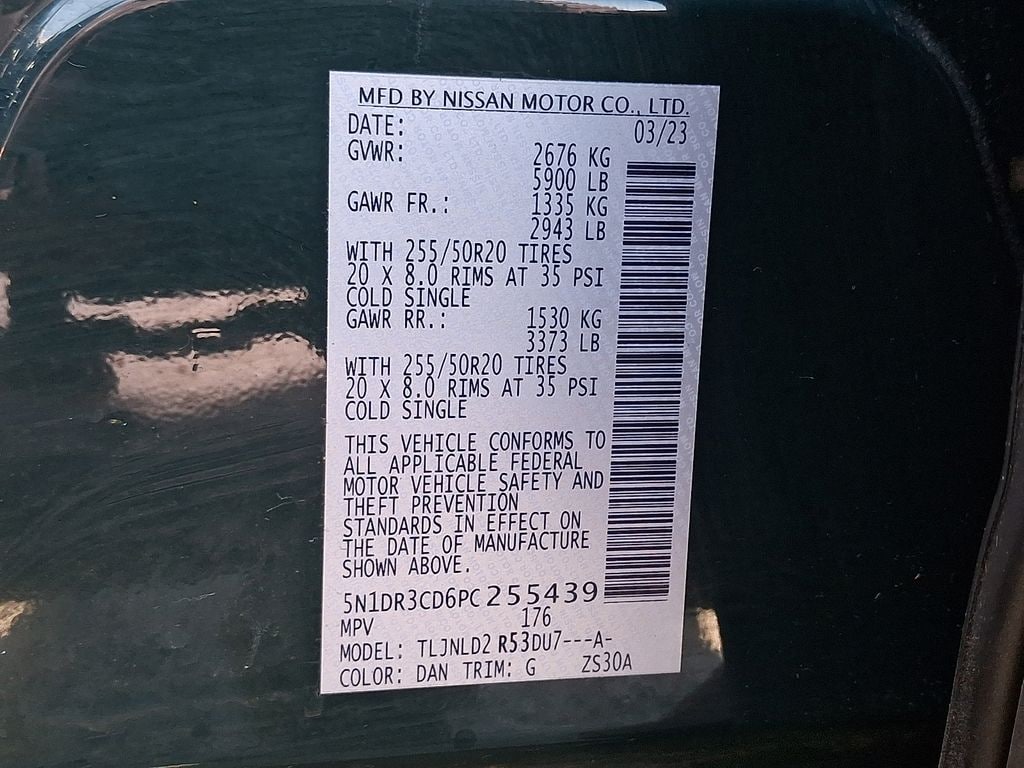 MFD BY NISSAN MOTOR CO., LTD.
DATE: 03/23
GVWR: 2676 KG
5900 LB
GAWR FR.: 1335 KG
2943 LB
WITH 255/50R20 TIRES
20 X 8.0 RIMS AT 35 PSI
COLD SINGLE
GAWR RR.: 1530 KG
3373 LB
WITH 255/50R20 TIRES
20 X 8.0 RIMS AT 35 PSI
COLD SINGLE
THIS VEHICLE CONFORMS TO
ALL APPLICABLE FEDERAL
MOTOR VEHICLE SAFETY AND
THEFT PREVENTION
STANDARDS IN EFFECT ON
THE DATE OF MANUFACTURE
SHOWN ABOVE.
5N1DR3CD6PC 255439
MPV 176
MODEL: TLJNLD2 R53DU7---A-
COLOR: DAN TRIM: G ZS30A